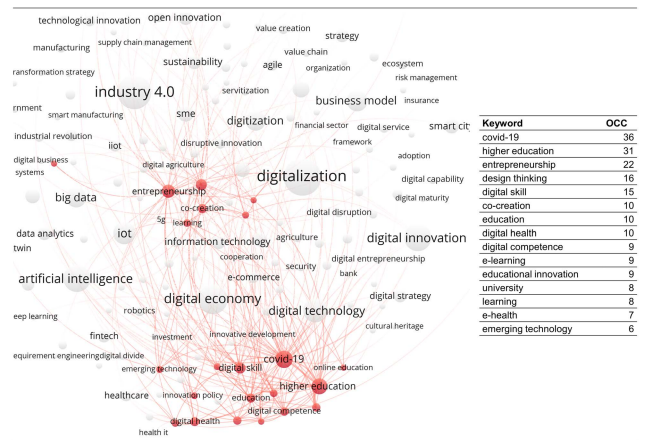 technological innovation
open innovation
value creation
strategy
manufacturing
supply chain management
value chain
sustainability
agile
organization
ecosystem
ransformation strategy
risk management
servitization
industry 4.0
business model
insurance
rnment
smart manufacturing
sme
digitization
financial sector
digital service
smart cit
industrial revolution
iiot
disruptive innovation
framework
adoption
digital business
systems
digital agriculture
digitalization
digital capability
entrepreneurship
big data
digital maturity
co-creation
digital disruption
5g
learning
data analytics
iot
information technology
agriculture
digital innovation
twin
cooperation
digital entrepreneurship
security
bank
artificial intelligence
e-commerce
digital economy
digital strategy
robotics
digital technology
eep learning
cultural heritage
fintech
investment
innovative development
equirement engineering
digital divide
covid-19
emerging technology
digital skill
online education
higher education
healthcare
innovation policy
education
digital competence
digital health
health it
Keyword OCC
covid-19 36
higher education 31
entrepreneurship 22
design thinking 16
digital skill 15
co-creation 10
education 10
digital health 10
digital competence 9
e-learning 9
educational innovation 9
university 8
learning 8
e-health 7
emerging technology 6